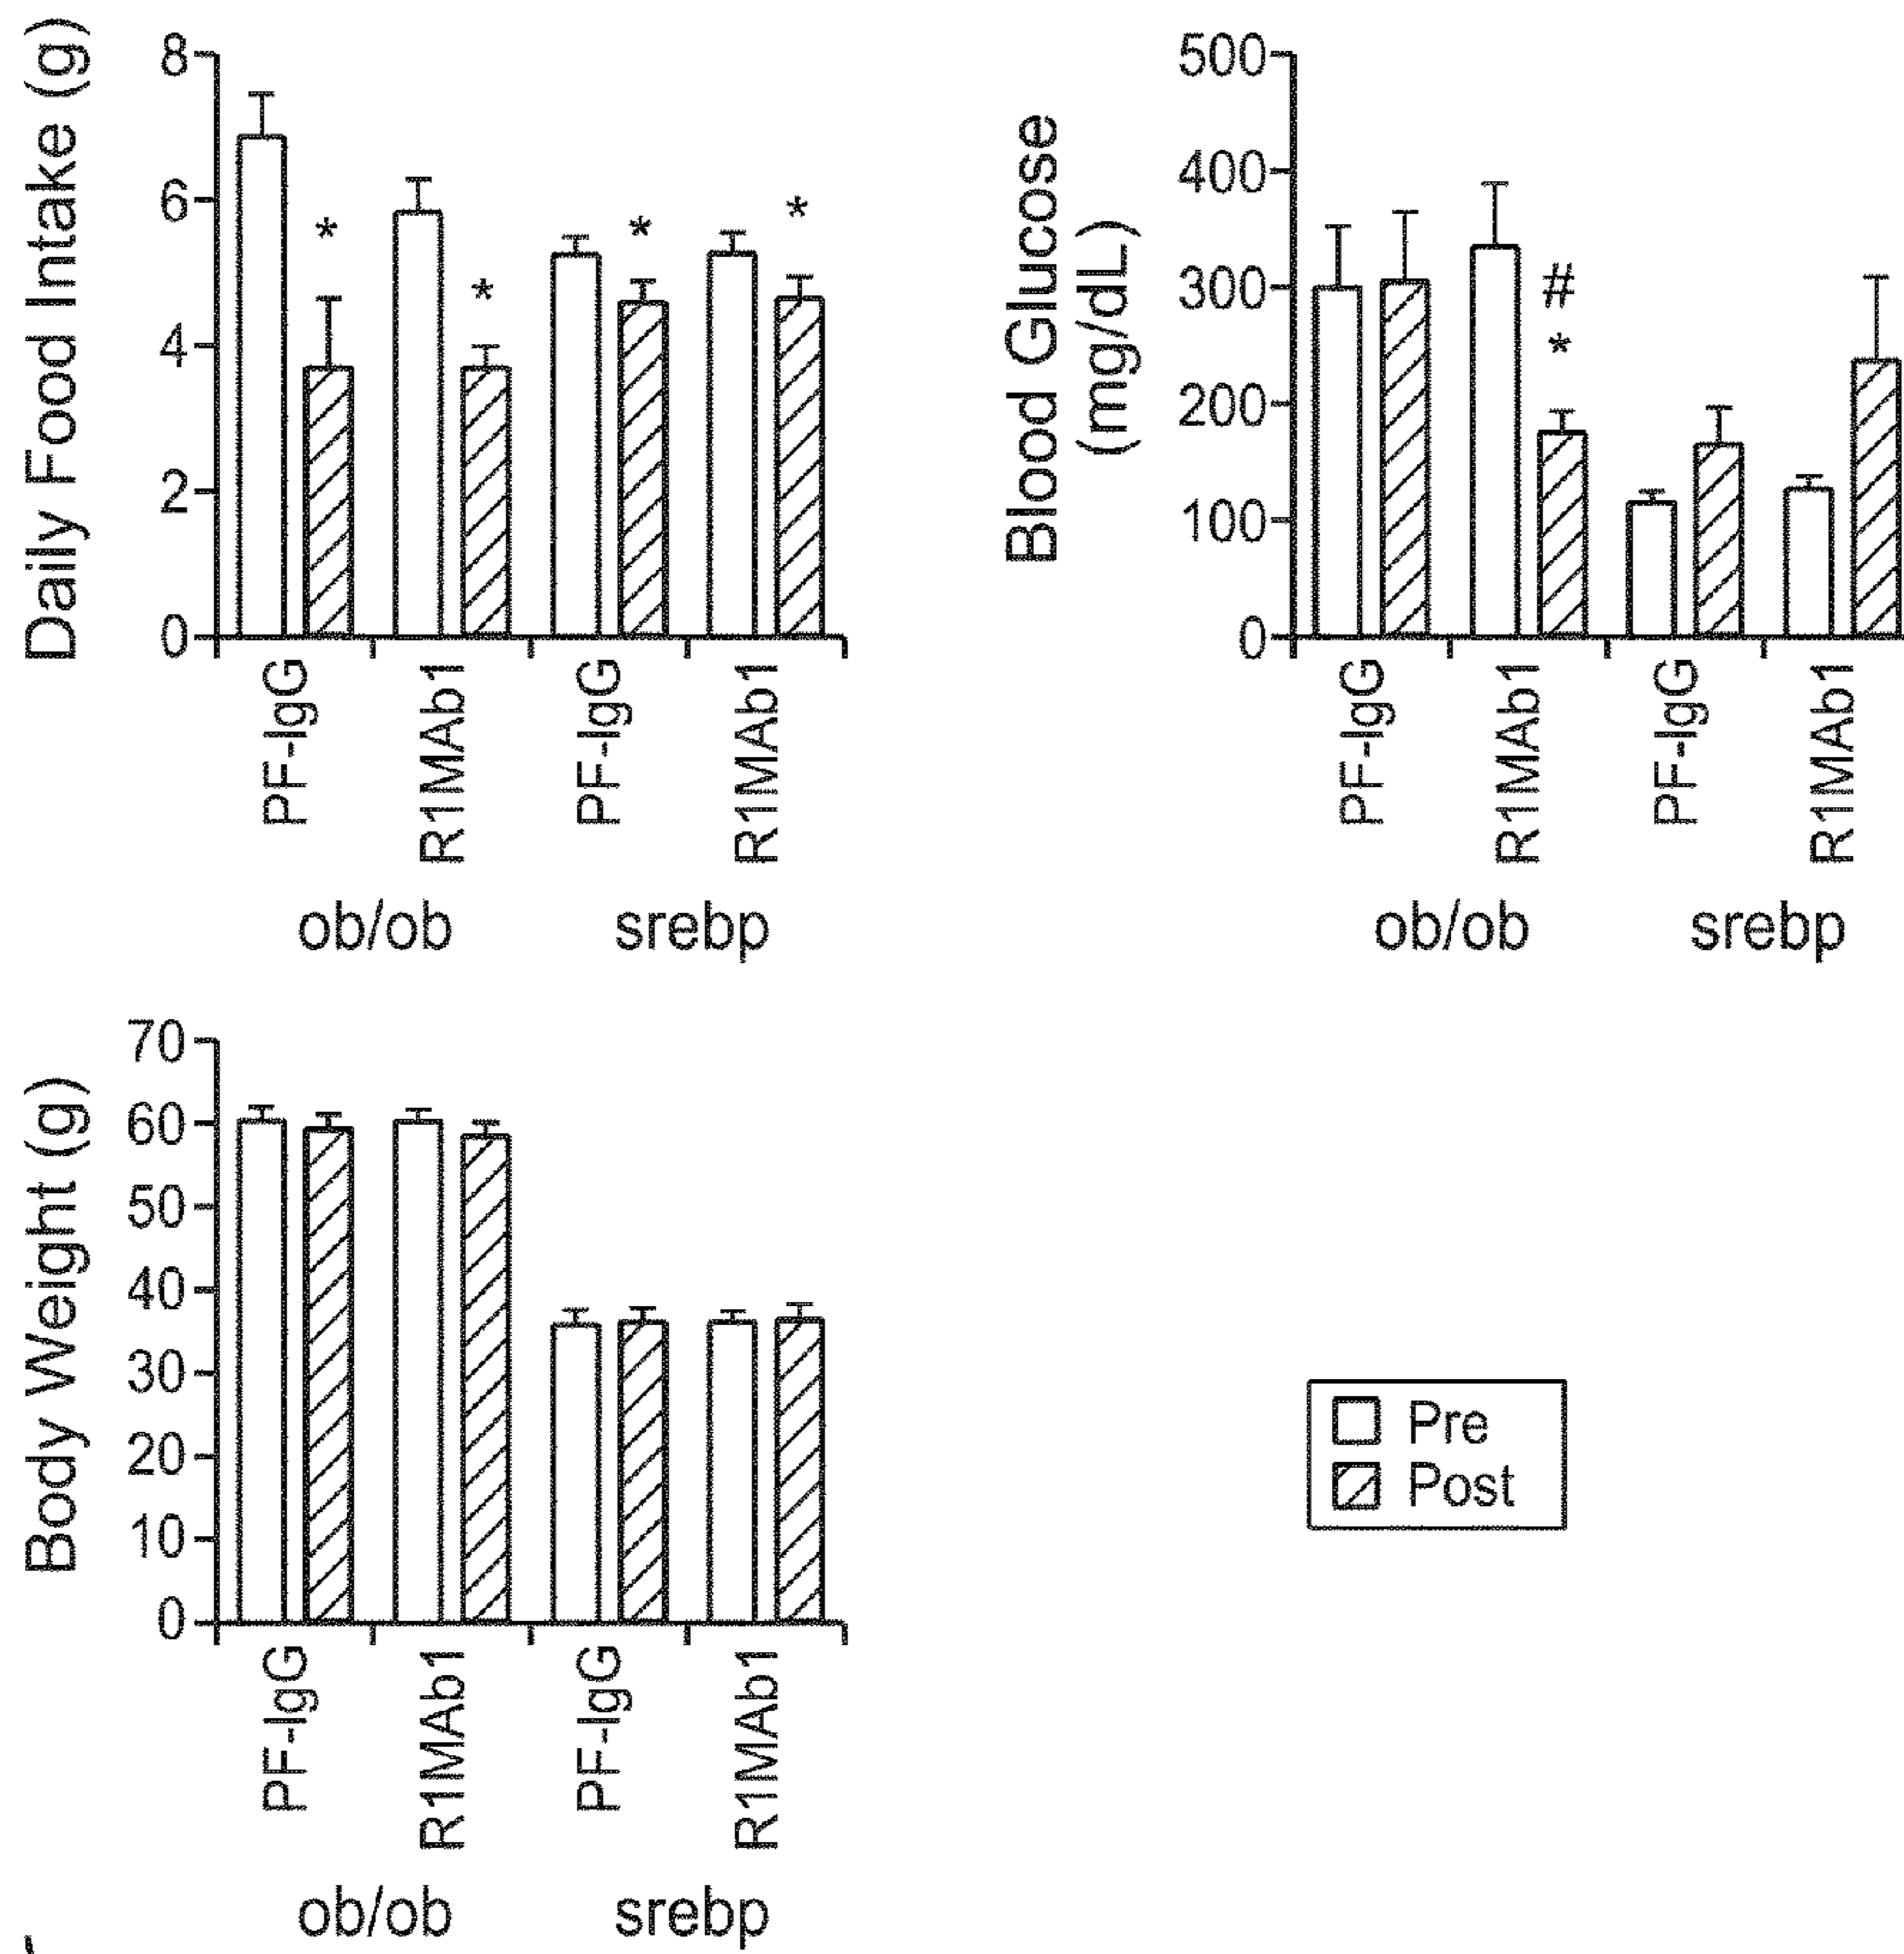 Daily Food Intake (g)
8
6
4
2
0
*
*
*
*
PF-IgG
R1MAb1
PF-IgG
R1MAb1
ob/ob
srebp
Blood Glucose
(mg/dL)
500
400
300
200
100
0
#
*
PF-IgG
R1MAb1
PF-IgG
R1MAb1
ob/ob
srebp
Body Weight (g)
70
60
50
40
30
20
10
0
PF-IgG
R1MAb1
PF-IgG
R1MAb1
ob/ob
srebp
Pre
Post